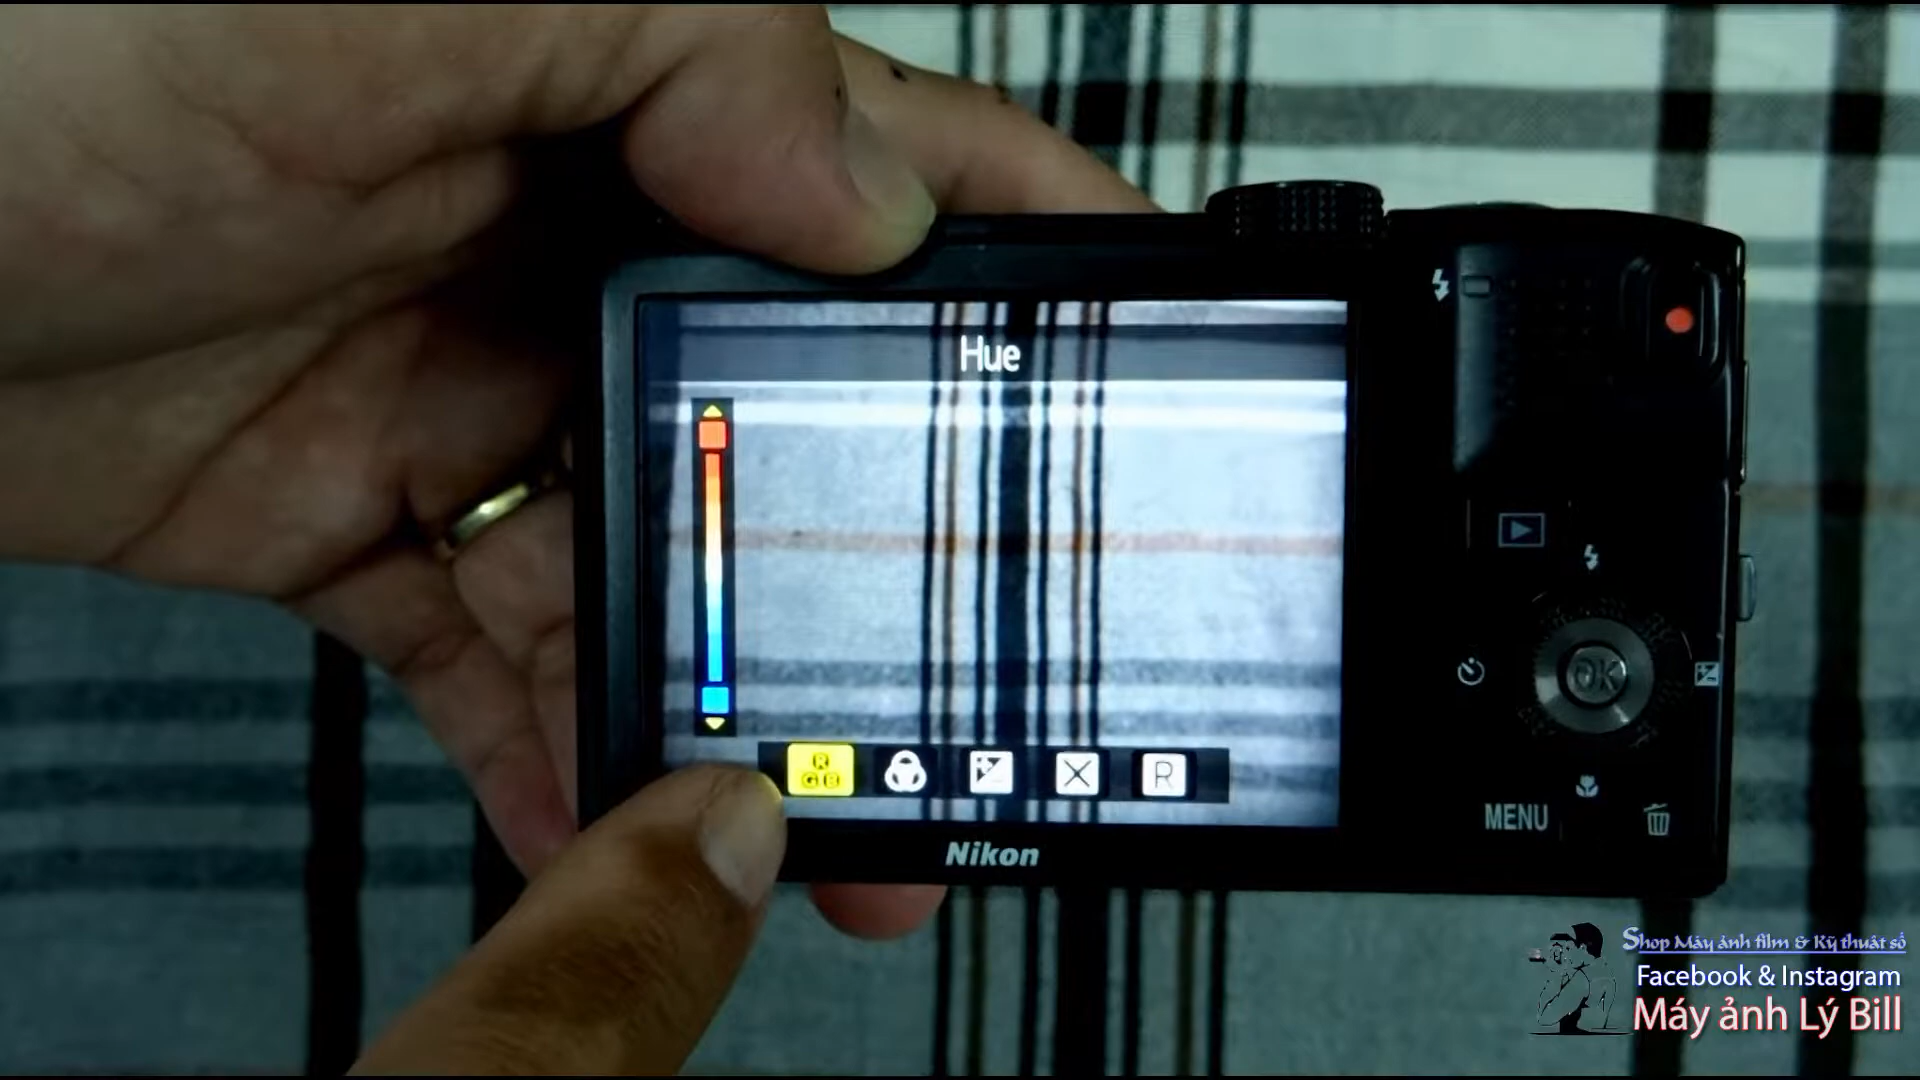 Hue
R
G B
R
Nikon
OK
MENU
Shop Máy ảnh film & Kỹ thuật số
Facebook & Instagram
Máy ảnh Lý Bill